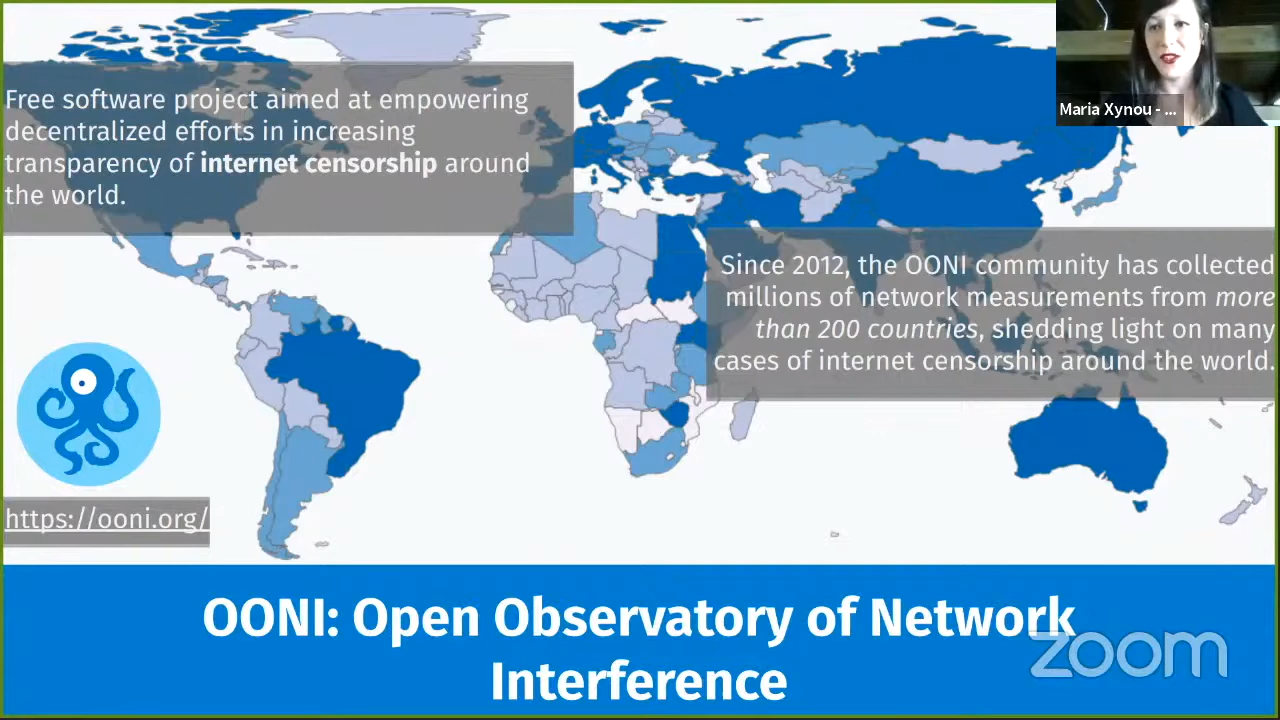 Free software project aimed at empowering
decentralized efforts in increasing
transparency of internet censorship around
the world.
Maria Xynou - ...
Since 2012, the OONI community has collected
millions of network measurements from more
than 200 countries, shedding light on many
cases of internet censorship around the world.
https://ooni.org/
OONI: Open Observatory of Network
Interference
zoom